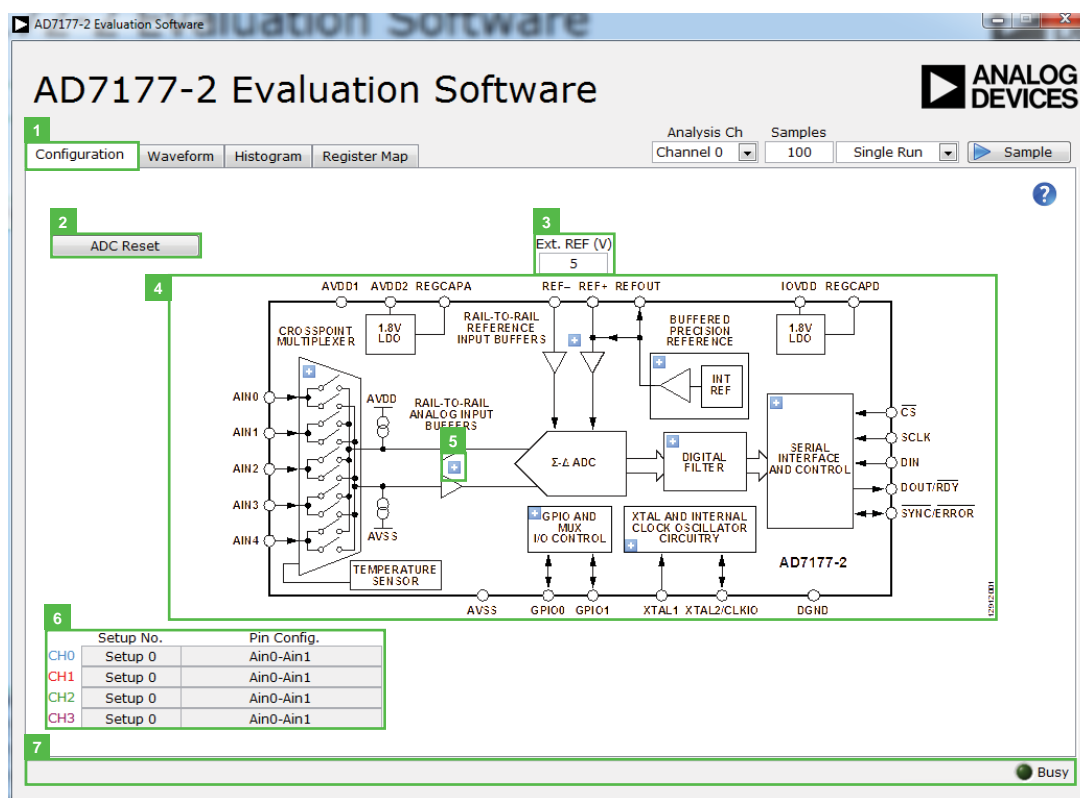 AD7177-2 Evaluation Software
AD7177-2 Evaluation Software
ANALOG
DEVICES
1
Configuration
Waveform
Histogram
Register Map
Analysis Ch
Channel 0
Samples
100
Single Run
Sample
2
ADC Reset
3
Ext. REF (V)
5
4
AVDD1 AVDD2 REGCAPA REF– REF+ REFOUT IOVDD REGCAPD
CROSSPOINT
MULTIPLEXER
1.8V
LDO
RAIL-TO-RAIL
REFERENCE
INPUT BUFFERS
BUFFERED
PRECISION
REFERENCE
1.8V
LDO
INT
REF
AIN0
AIN1
AIN2
AIN3
AIN4
AVDD
AVSS
RAIL-TO-RAIL
ANALOG INPUT
BUFFERS
5
Σ-Δ ADC
DIGITAL
FILTER
SERIAL
INTERFACE
AND CONTROL
CS
SCLK
DIN
DOUT/RDY
SYNC/ERROR
GPIO AND
MUX
I/O CONTROL
XTAL AND INTERNAL
CLOCK OSCILLATOR
CIRCUITRY
TEMPERATURE
SENSOR
AD7177-2
AVSS GPIO0 GPIO1 XTAL1 XTAL2/CLKIO DGND
12912-001
6
Setup No. Pin Config.
CH0 Setup 0 Ain0-Ain1
CH1 Setup 0 Ain0-Ain1
CH2 Setup 0 Ain0-Ain1
CH3 Setup 0 Ain0-Ain1
7
Busy